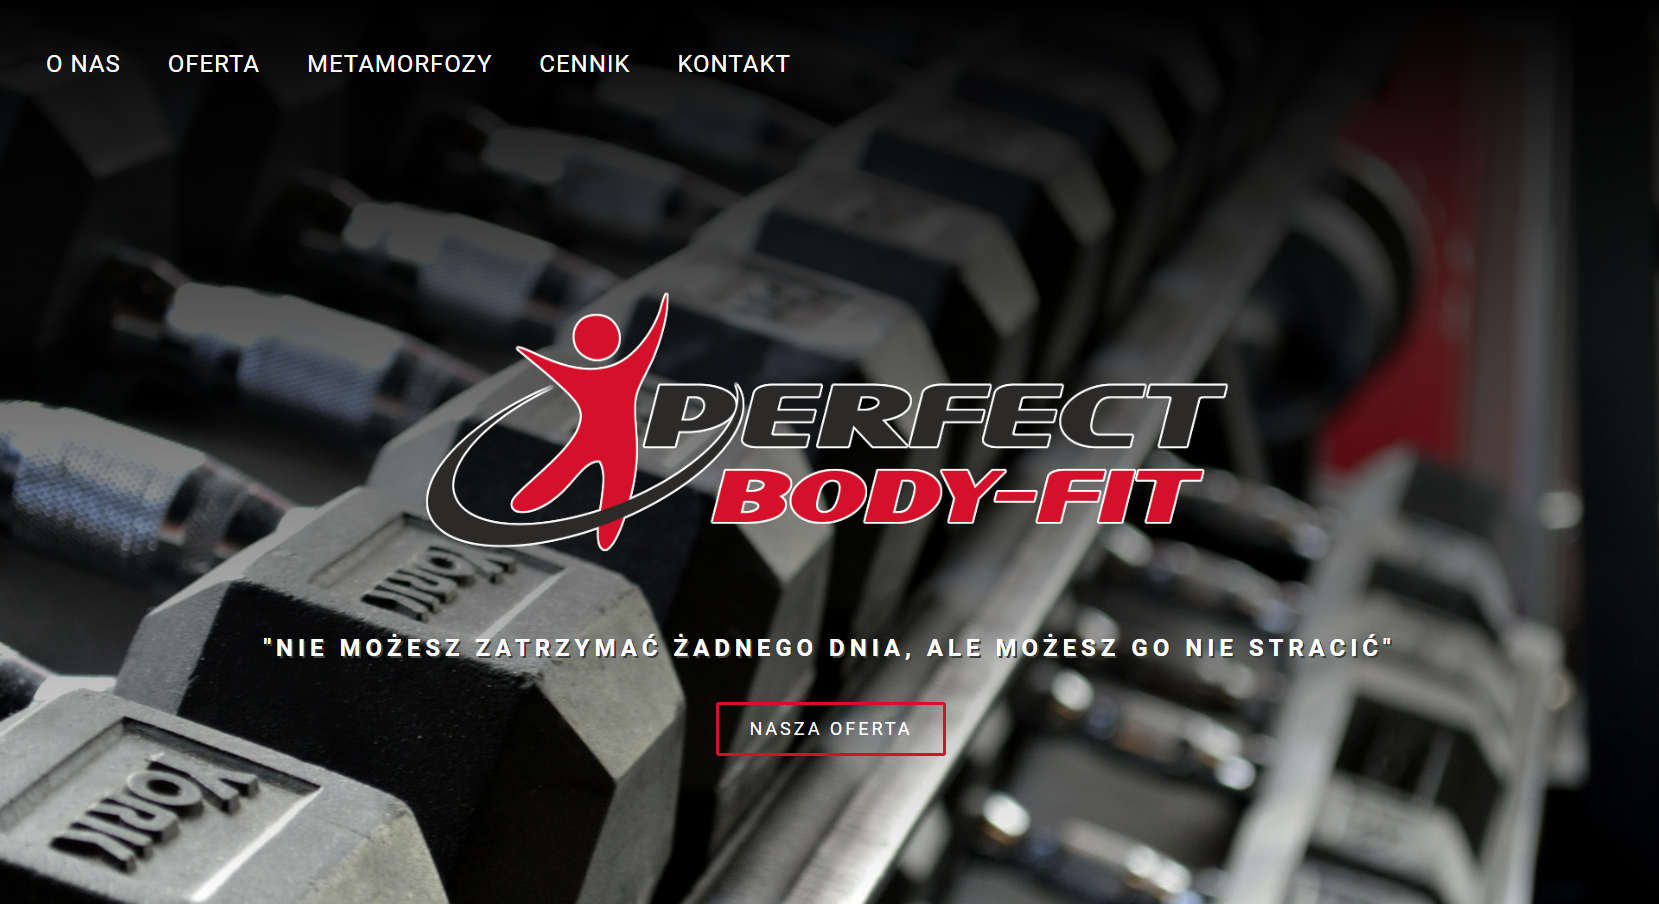 O NAS OFERTA METAMORFOZY CENNIK KONTAKT
PERFECT
BODY-FIT
YORK
"NIE MOŻESZ ZATRZYMAĆ ŻADNEGO DNIA, ALE MOŻESZ GO NIE STRACIĆ"
NASZA OFERTA
YORK